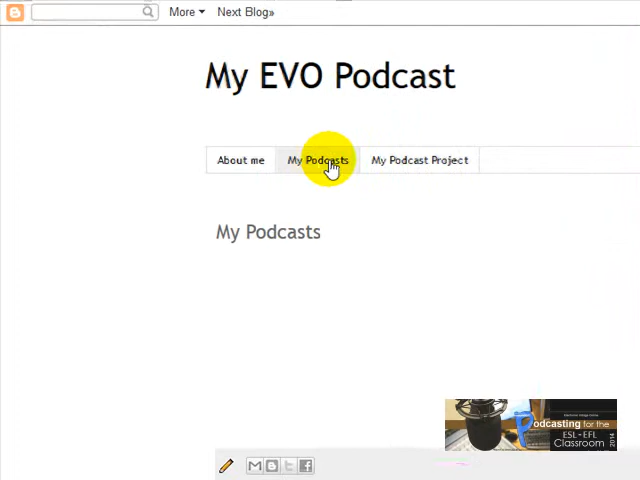 More Next Blog»
My EVO Podcast
About me My Podcasts My Podcast Project
My Podcasts
Podcasting for the
ESL-EFL
Classroom
2014